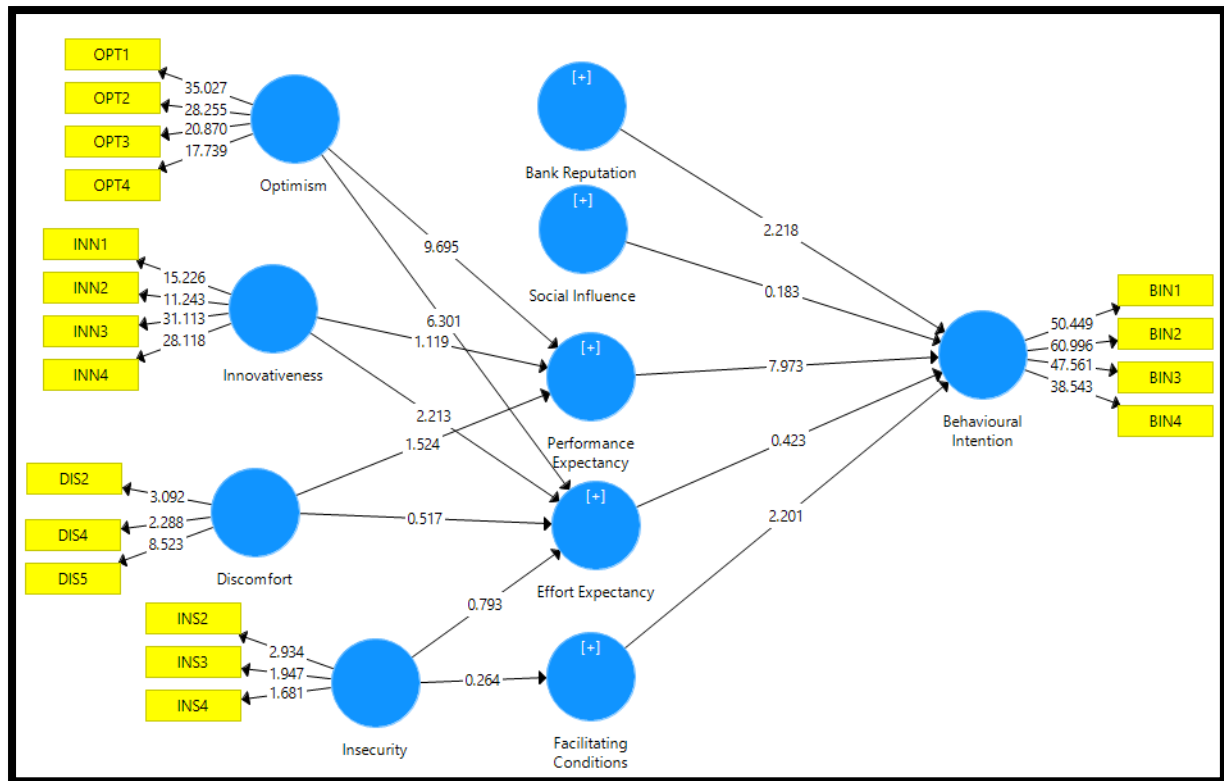 OPT1
35.027
OPT2
28.255
OPT3
20.870
OPT4
17.739
Optimism
INN1
15.226
INN2
11.243
INN3
31.113
INN4
28.118
Innovativeness
DIS2
3.092
DIS4
2.288
DIS5
8.523
Discomfort
INS2
2.934
INS3
1.947
INS4
1.681
Insecurity
9.695
6.301
1.119
2.213
1.524
0.517
0.793
0.264
[+]
Bank Reputation
[+]
Social Influence
[+]
Performance
Expectancy
[+]
Effort Expectancy
[+]
Facilitating
Conditions
2.218
0.183
7.973
0.423
2.201
Behavioural
Intention
50.449
BIN1
60.996
BIN2
47.561
BIN3
38.543
BIN4